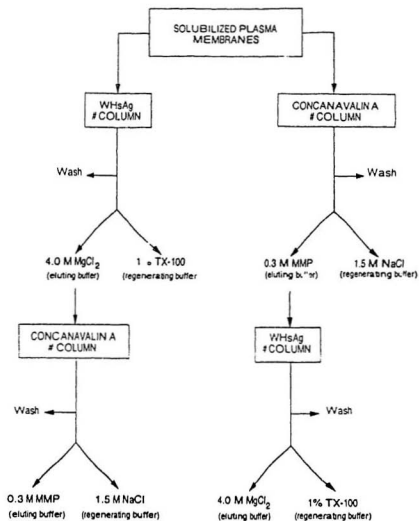 SOLUBILIZED PLASMA
MEMBRANES
WHsAg
# COLUMN
CONCANAVALIN A
# COLUMN
Wash
Wash
4.0 M MgCl₂
(eluting buffer)
1 % TX-100
(regenerating buffer
0.3 M MMP
(eluting buffer)
1.5 M NaCl
(regenerating buffer)
CONCANAVALIN A
# COLUMN
WHsAg
# COLUMN
Wash
Wash
0.3 M MMP
(eluting buffer)
1.5 M NaCl
(regenerating buffer)
4.0 M MgCl₂
(eluting buffer)
1% TX-100
(regenerating buffer)